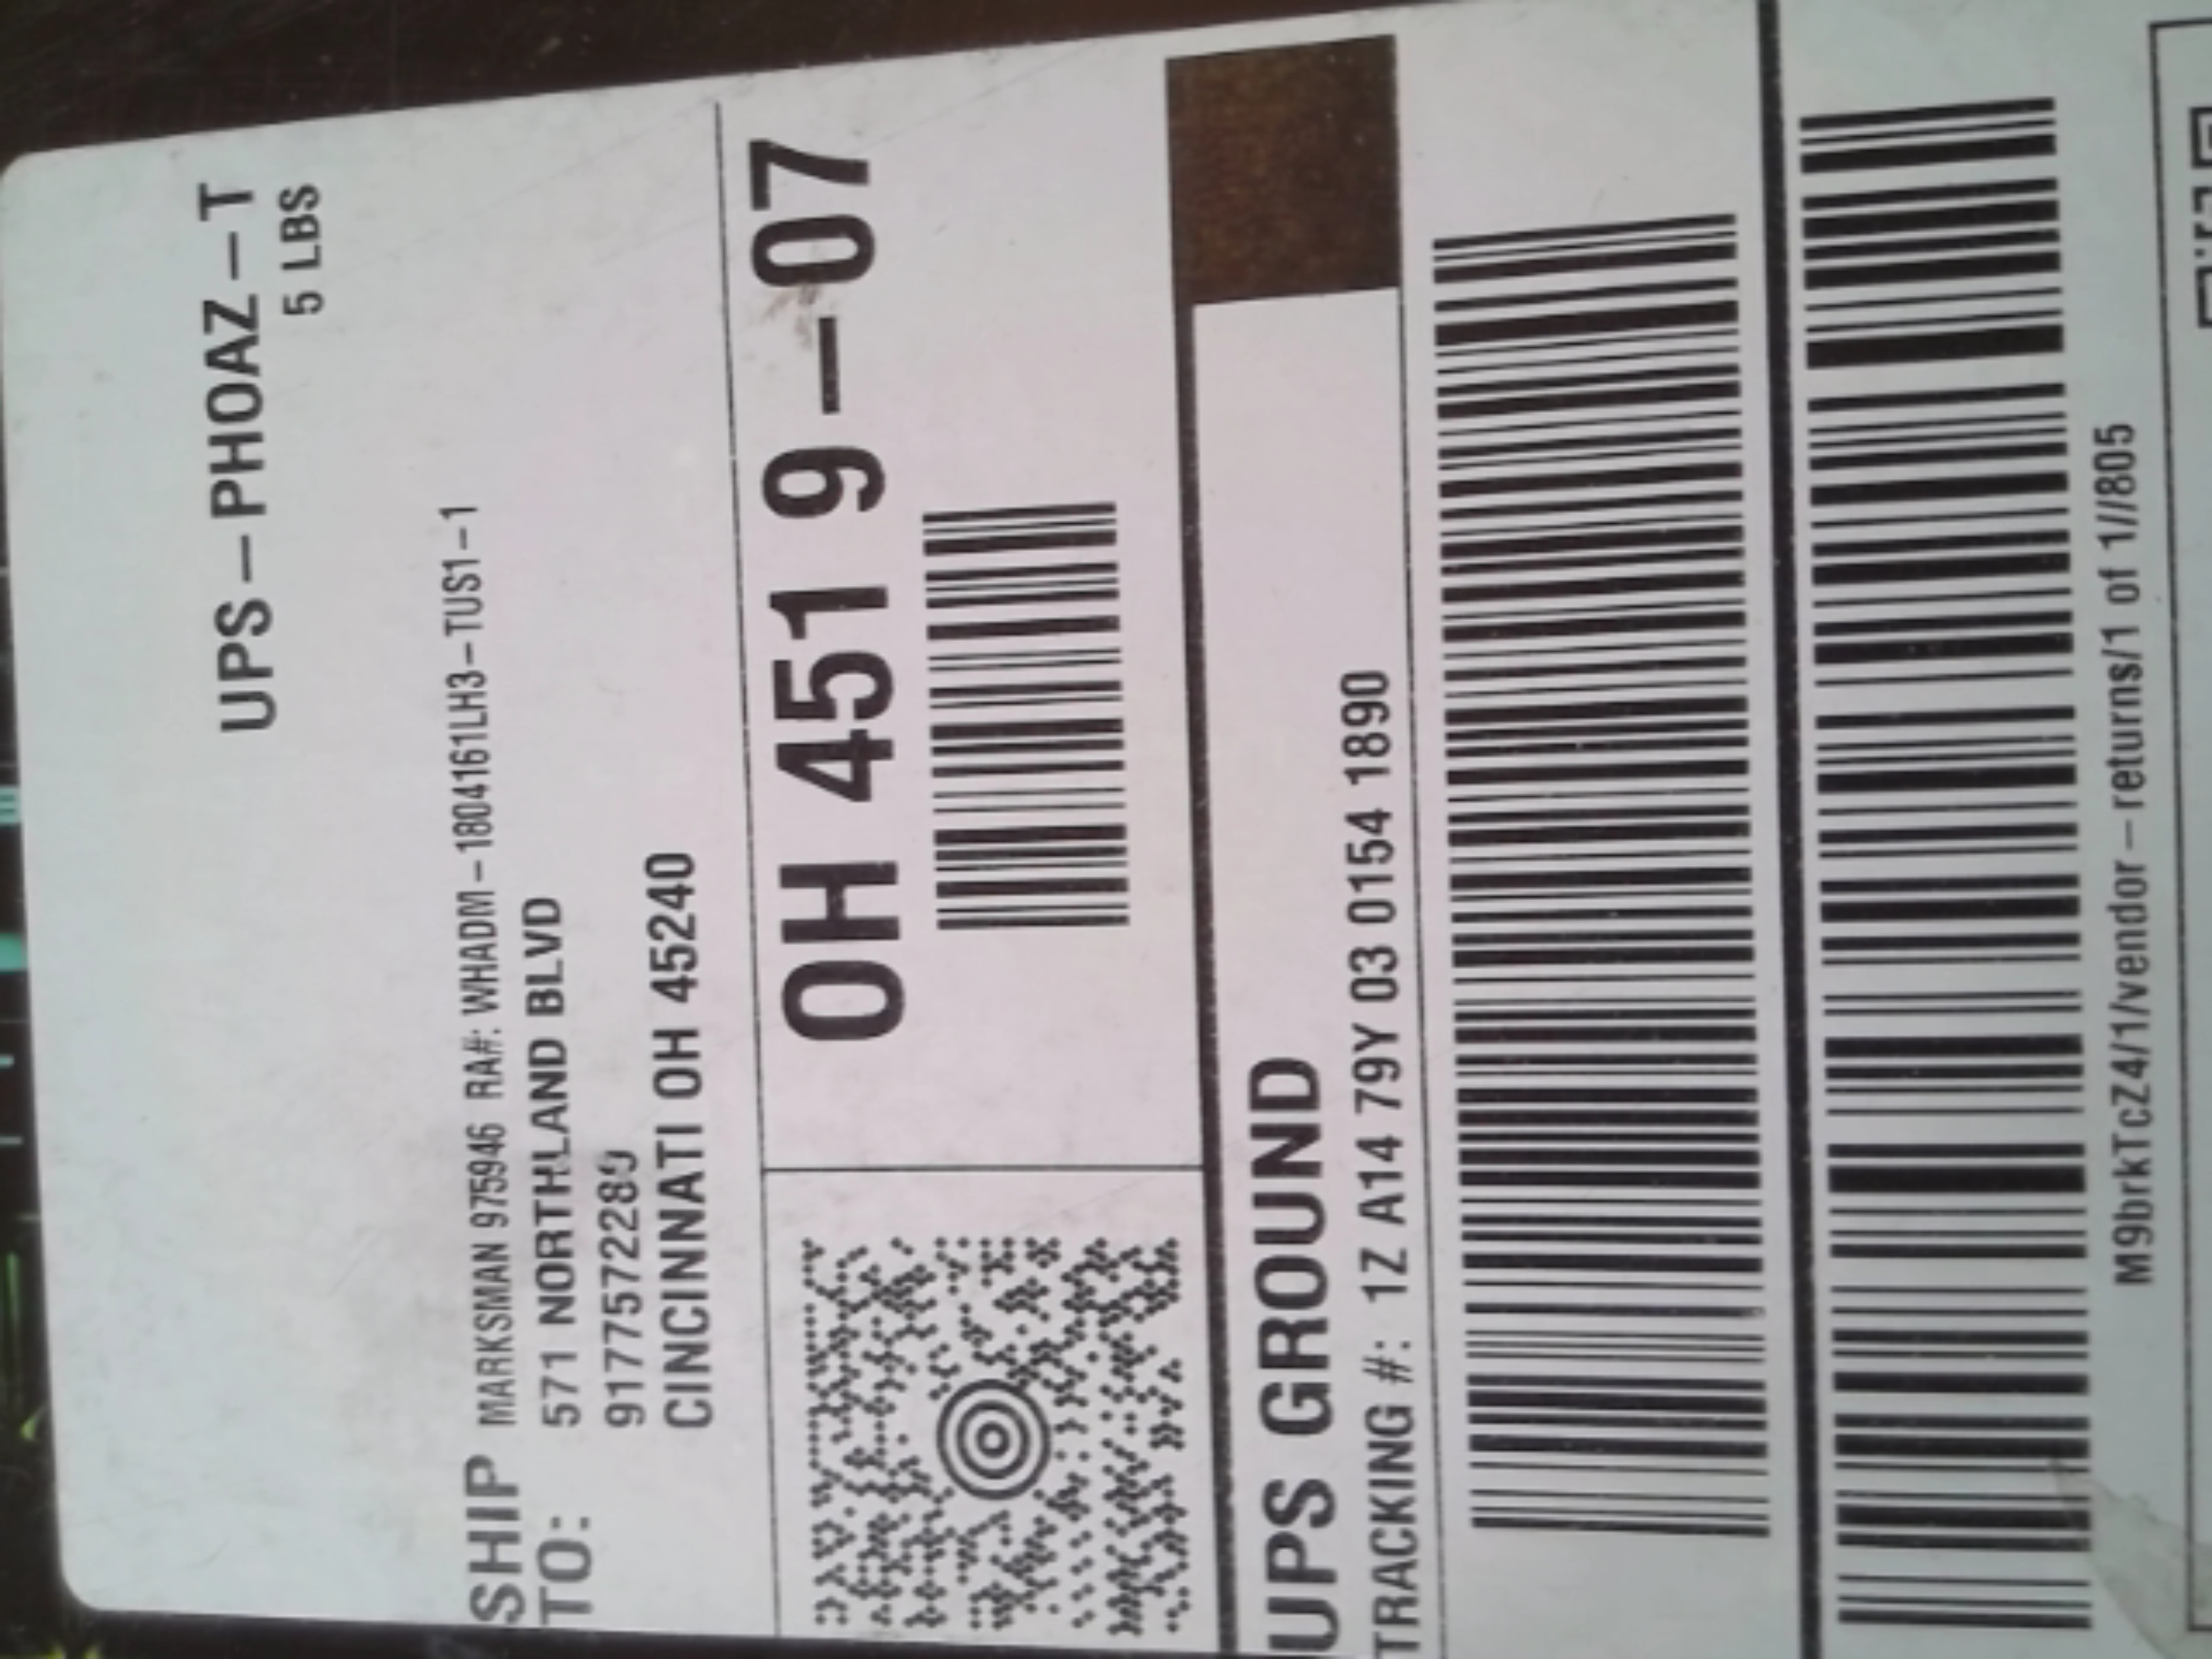 UPS-PHOAZ-T
5 LBS
SHIP TO:
MARKSMAN 975946 RA#: WHADM-1804161LH3-TUS1-1
571 NORTHLAND BLVD
9177572280
CINCINNATI OH 45240
OH 451 9-07
UPS GROUND
TRACKING #: 1Z A14 79Y 03 0154 1890
M9brkTcZ4/1/vendor-returns/1 of 1//805